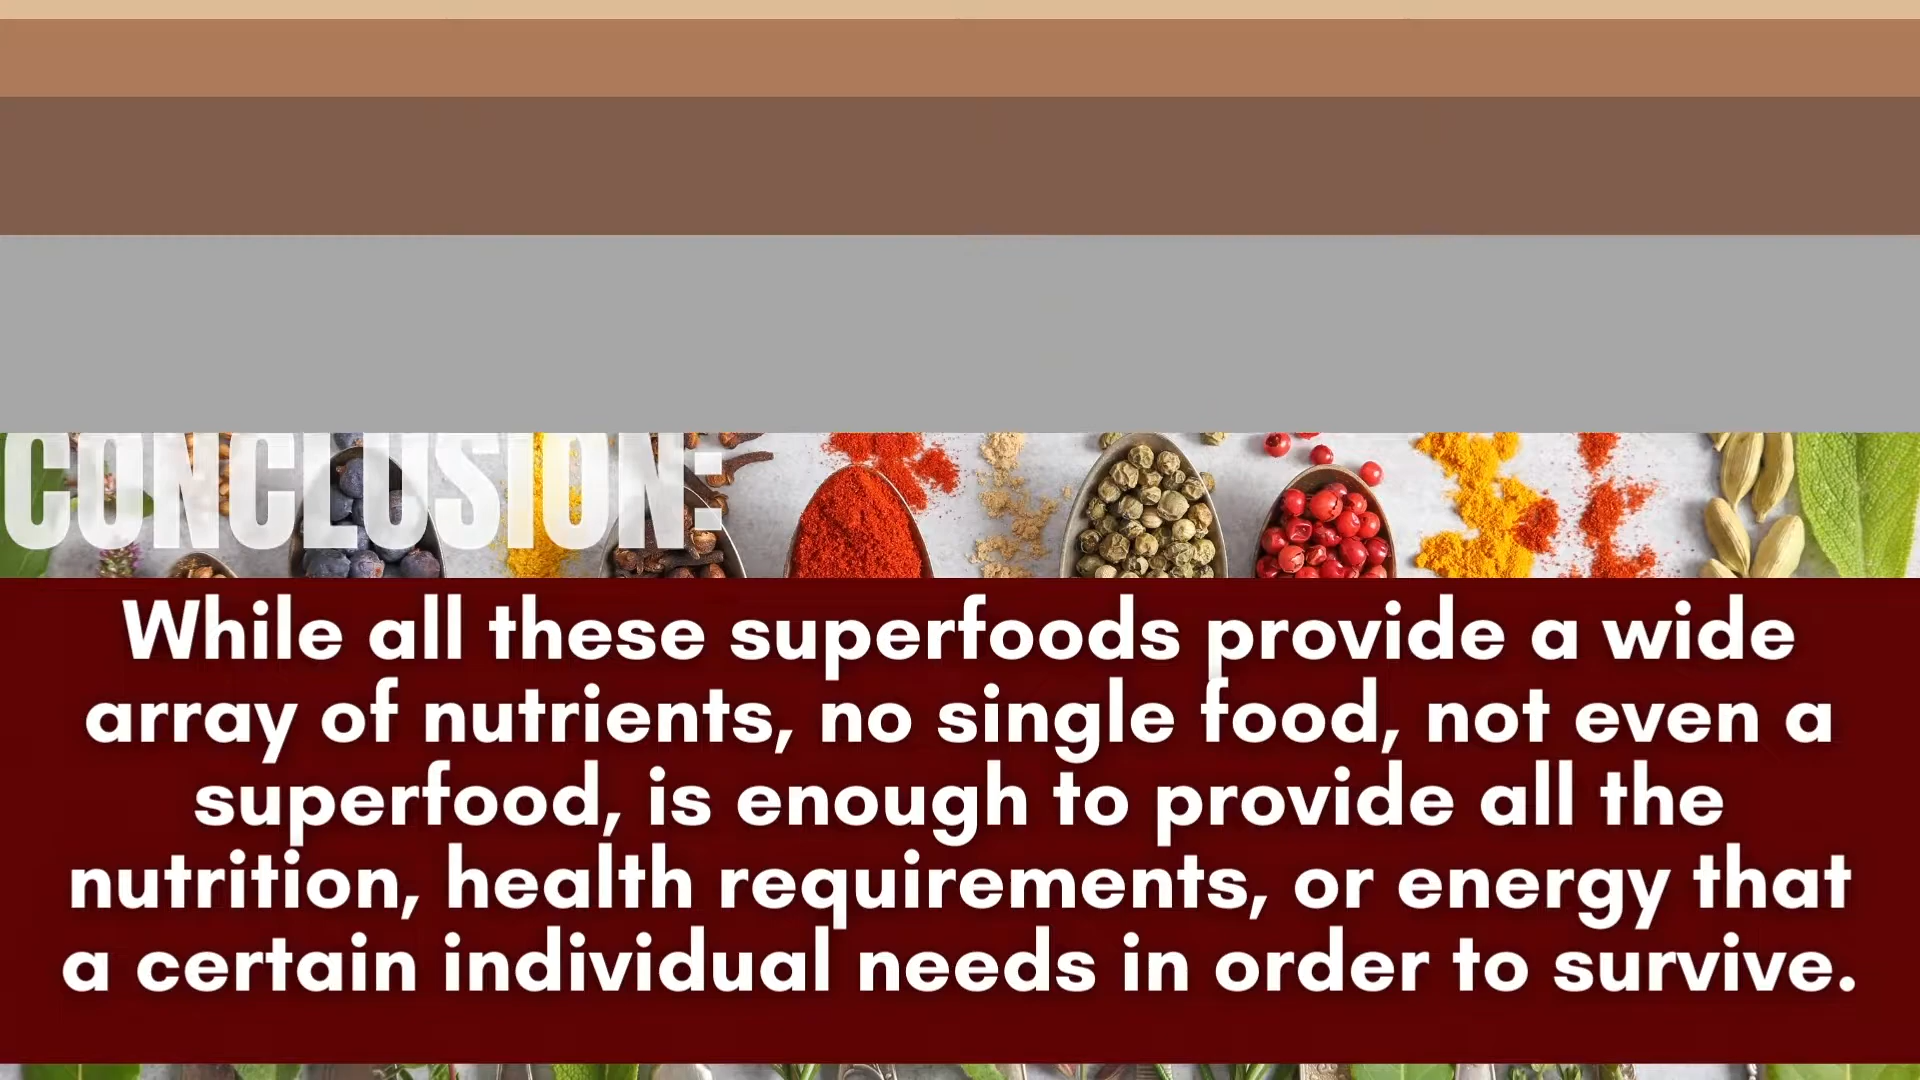 CONCLUSION:
While all these superfoods provide a wide
array of nutrients, no single food, not even a
superfood, is enough to provide all the
nutrition, health requirements, or energy that
a certain individual needs in order to survive.